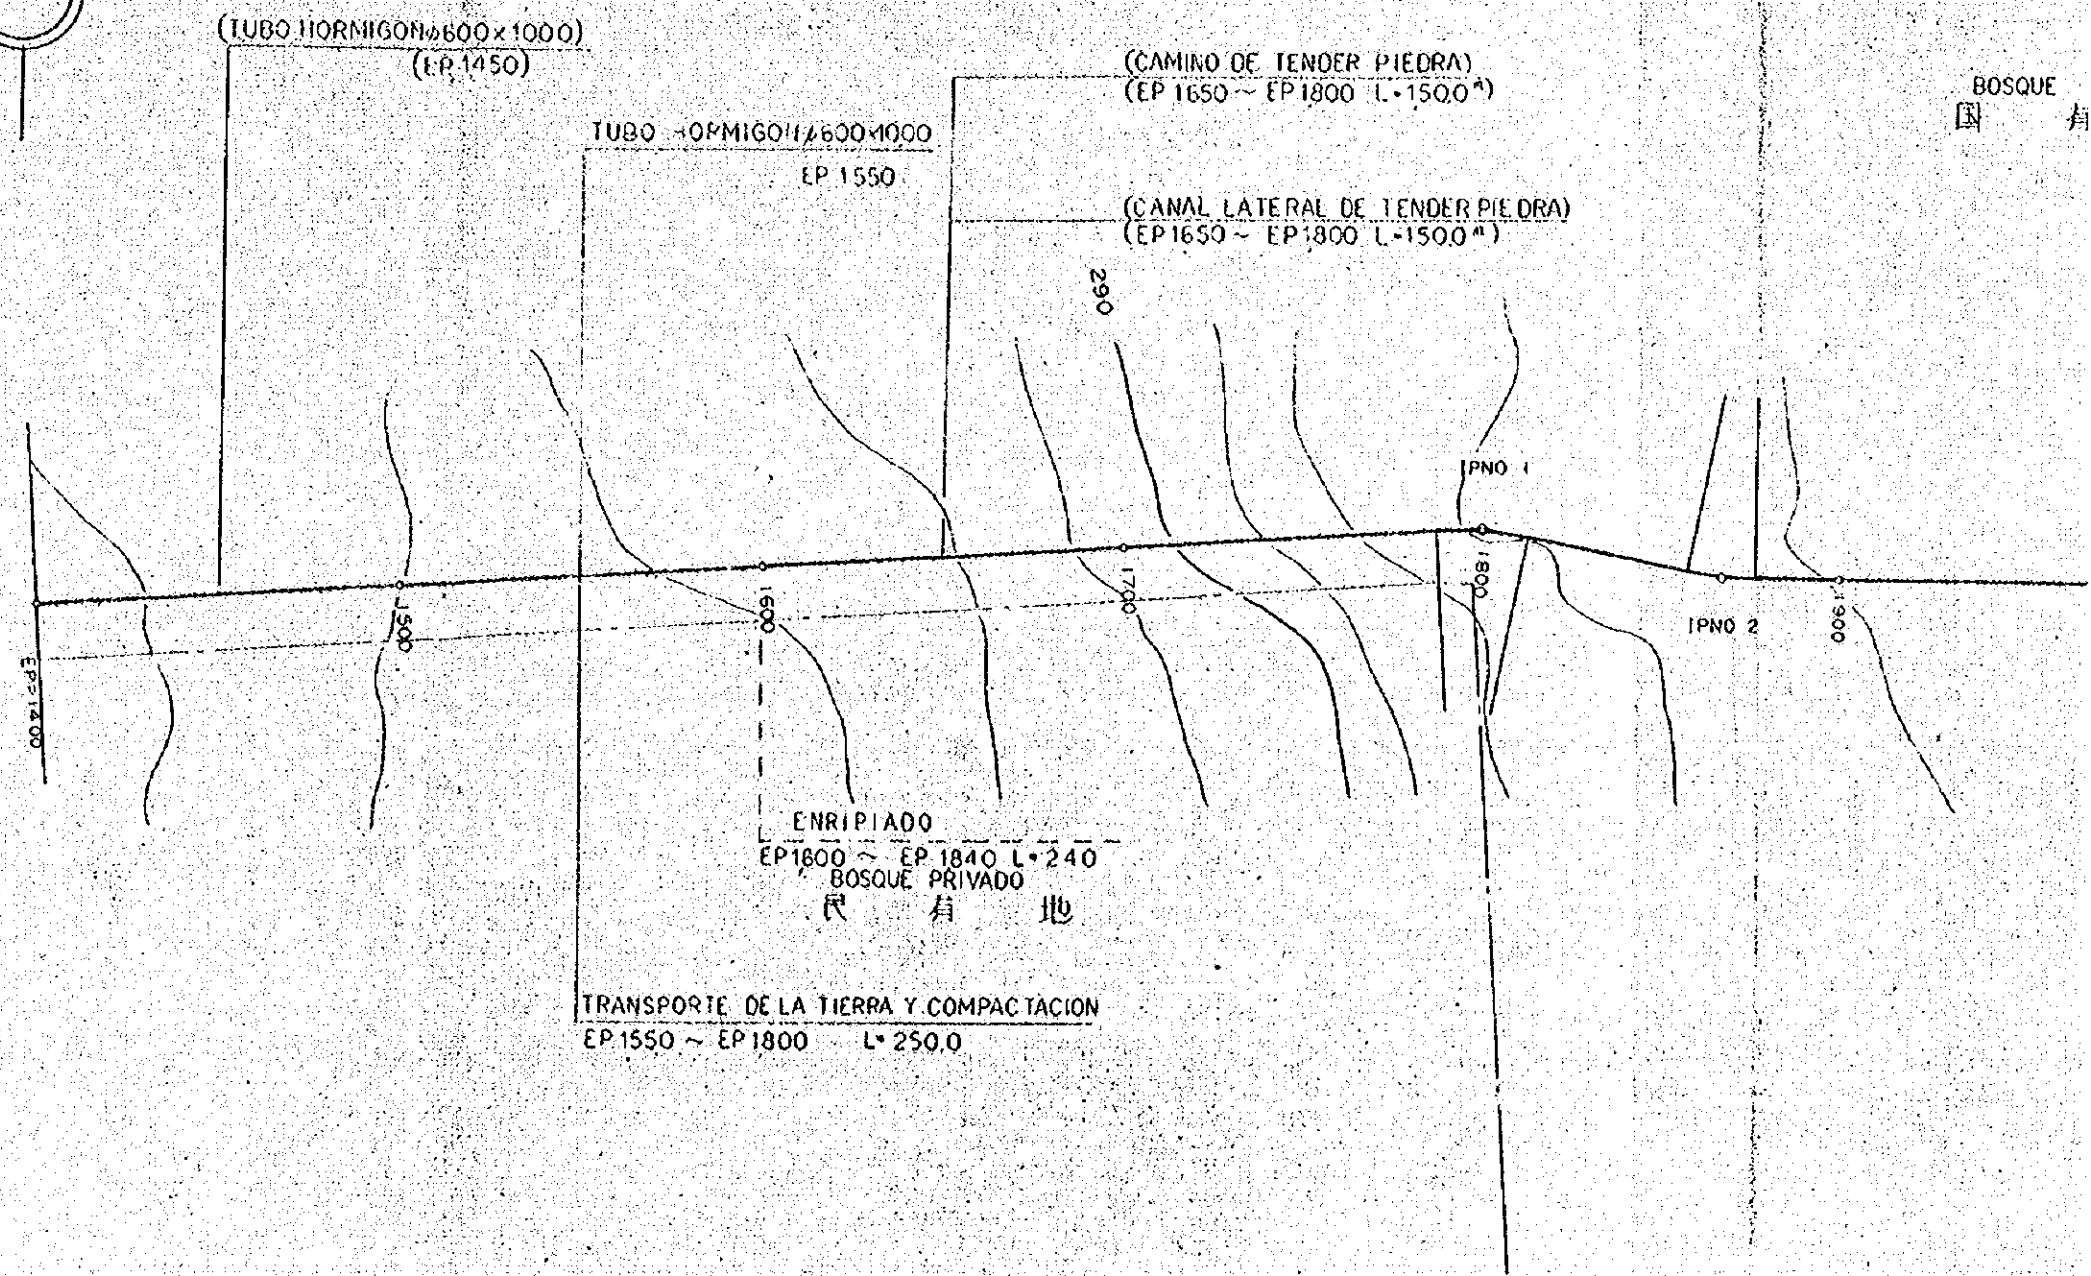 (TUBO HORMIGON φ600×1000)
(EP.1450)
TUBO HORMIGON φ600×1000
EP 1550
(CAMINO DE TENDER PIEDRA)
(EP 1650 ~ EP 1800 L=150.0ᵐ)
(CANAL LATERAL DE TENDER PIEDRA)
(EP 1650 ~ EP 1800 L=150.0ᵐ)
BOSQUE
国 有
290
IPNO 1
IPNO 2
EP=1400
1500
1600
1700
1800
1900
ENRIPIADO
EP1600 ~ EP 1840 L=240
BOSQUE PRIVADO
民 有 地
TRANSPORTE DE LA TIERRA Y COMPACTACION
EP 1550 ~ EP 1800 L=250.0